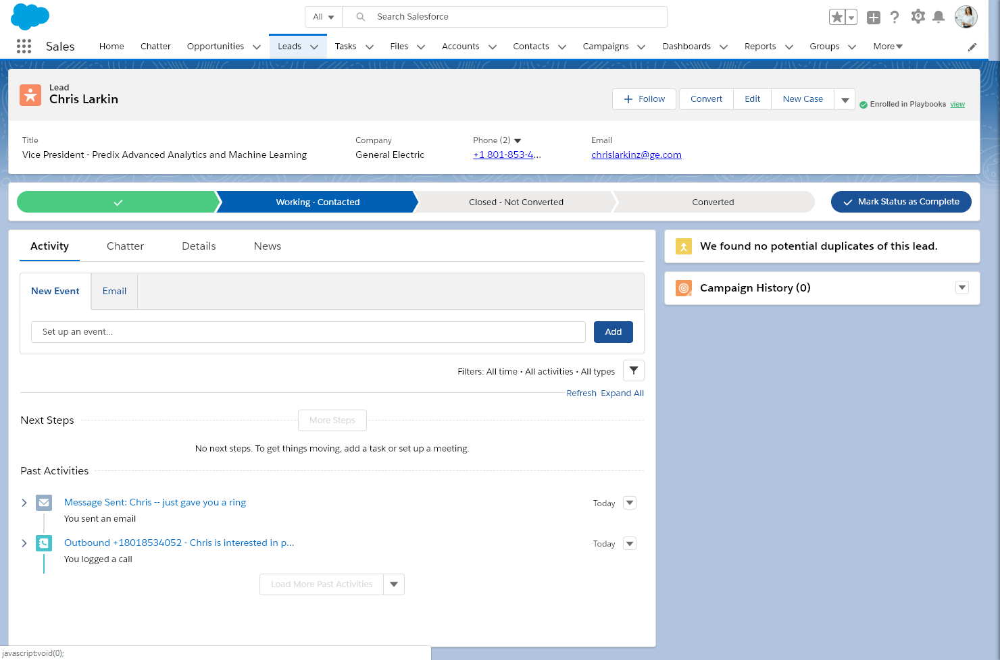 All
Search Salesforce
Sales
Home
Chatter
Opportunities
Leads
Tasks
Files
Accounts
Contacts
Campaigns
Dashboards
Reports
Groups
More
Lead
Chris Larkin
+ Follow
Convert
Edit
New Case
Enrolled in Playbooks view
Title
Company
Phone (2)
Email
Vice President - Predix Advanced Analytics and Machine Learning
General Electric
+1 801-853-4...
chrislarkinz@ge.com
Working - Contacted
Closed - Not Converted
Converted
Mark Status as Complete
Activity
Chatter
Details
News
We found no potential duplicates of this lead.
Campaign History (0)
New Event
Email
Set up an event...
Add
Filters: All time • All activities • All types
Refresh Expand All
Next Steps
More Steps
No next steps. To get things moving, add a task or set up a meeting.
Past Activities
Message Sent: Chris -- just gave you a ring
Today
You sent an email
Outbound +18018534052 - Chris is interested in p...
Today
You logged a call
Load More Past Activities
javascript:void(0);